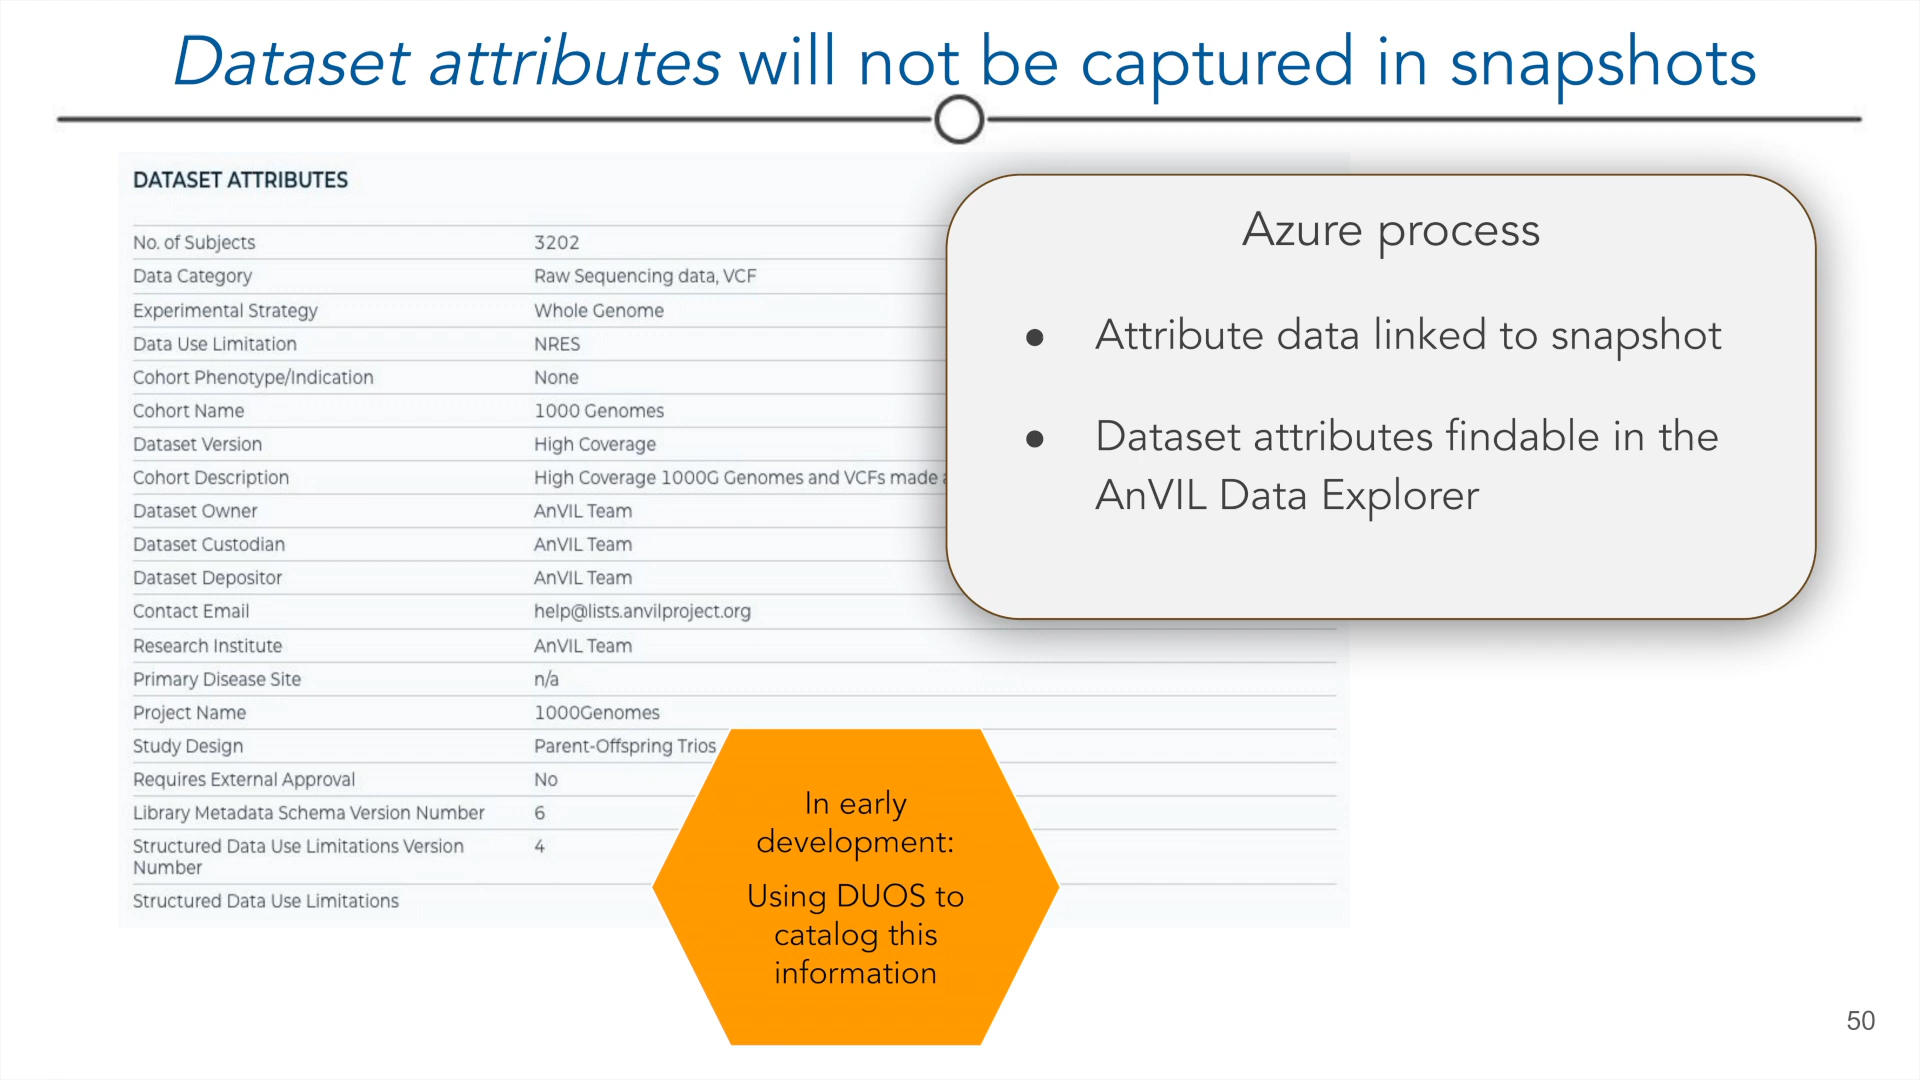 Dataset attributes will not be captured in snapshots
DATASET ATTRIBUTES
No. of Subjects 3202
Data Category Raw Sequencing data, VCF
Experimental Strategy Whole Genome
Data Use Limitation NRES
Cohort Phenotype/Indication None
Cohort Name 1000 Genomes
Dataset Version High Coverage
Cohort Description High Coverage 1000G Genomes and VCFs made
Dataset Owner AnVIL Team
Dataset Custodian AnVIL Team
Dataset Depositor AnVIL Team
Contact Email help@lists.anvilproject.org
Research Institute AnVIL Team
Primary Disease Site n/a
Project Name 1000Genomes
Study Design Parent-Offspring Trios
Requires External Approval No
Library Metadata Schema Version Number 6
Structured Data Use Limitations Version 4
Number
Structured Data Use Limitations
Azure process
● Attribute data linked to snapshot
● Dataset attributes findable in the
AnVIL Data Explorer
In early
development:
Using DUOS to
catalog this
information
50